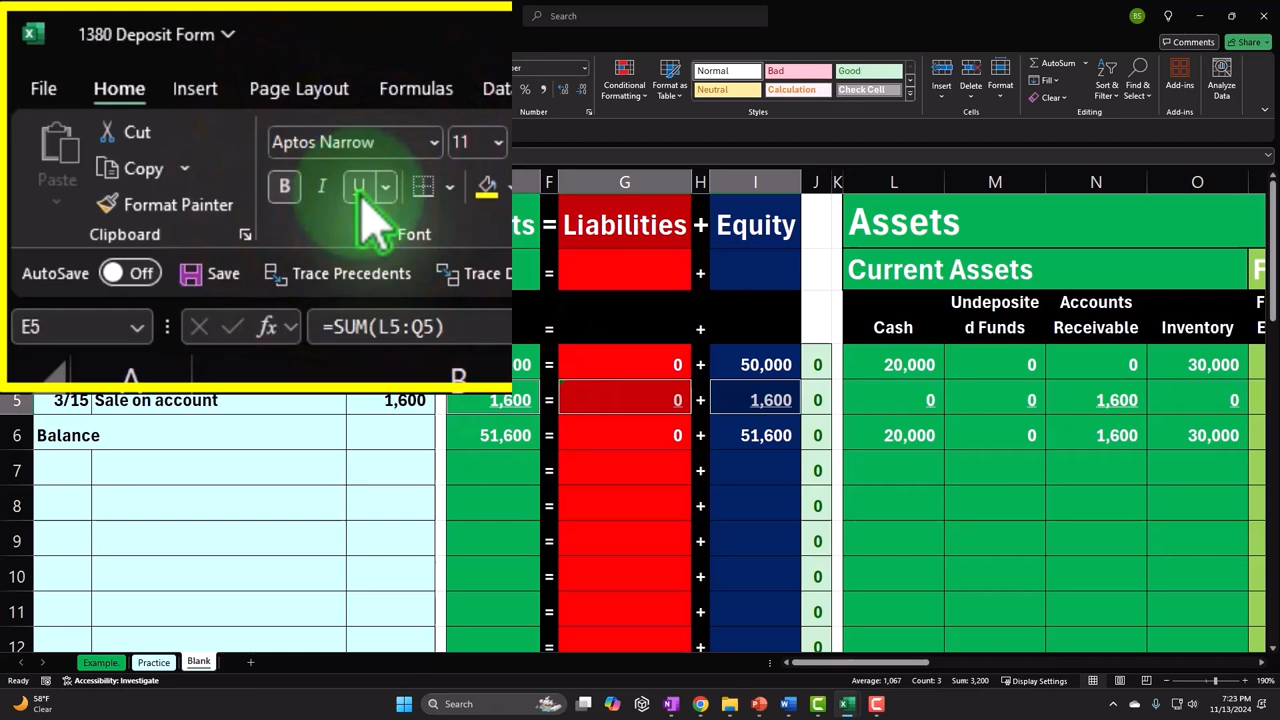 1380 Deposit Form
Search
BS
File Home Insert Page Layout Formulas
Comments Share
Cut
Copy
Format Painter
Paste
Clipboard
Aptos Narrow 11
B I U
Font
% ,
Number
Conditional Formatting
Format as Table
Normal Bad Good
Neutral Calculation Check Cell
Styles
Insert Delete Format
Cells
AutoSum
Fill
Clear
Sort & Filter
Find & Select
Editing
Add-ins
Add-ins
Analyze Data
AutoSave Off Save Trace Precedents
E5 fx =SUM(L5:Q5)
A B F G H I J K L M N O
ts = Liabilities + Equity Assets
= + Current Assets
= + Cash Undeposite d Funds Accounts Receivable Inventory
= 0 + 50,000 0 20,000 0 0 30,000
5 3/15 Sale on account 1,600 1,600 = 0 + 1,600 0 0 0 1,600 0
6 Balance 51,600 = 0 + 51,600 0 20,000 0 1,600 30,000
7 = + 0
8 = + 0
9 = + 0
10 = + 0
11 = + 0
12 = + 0
Example Practice Blank
Ready Accessibility: Investigate Average: 1,067 Count: 3 Sum: 3,200 Display Settings 190%
58°F
Clear
Search
7:23 PM
11/13/2024